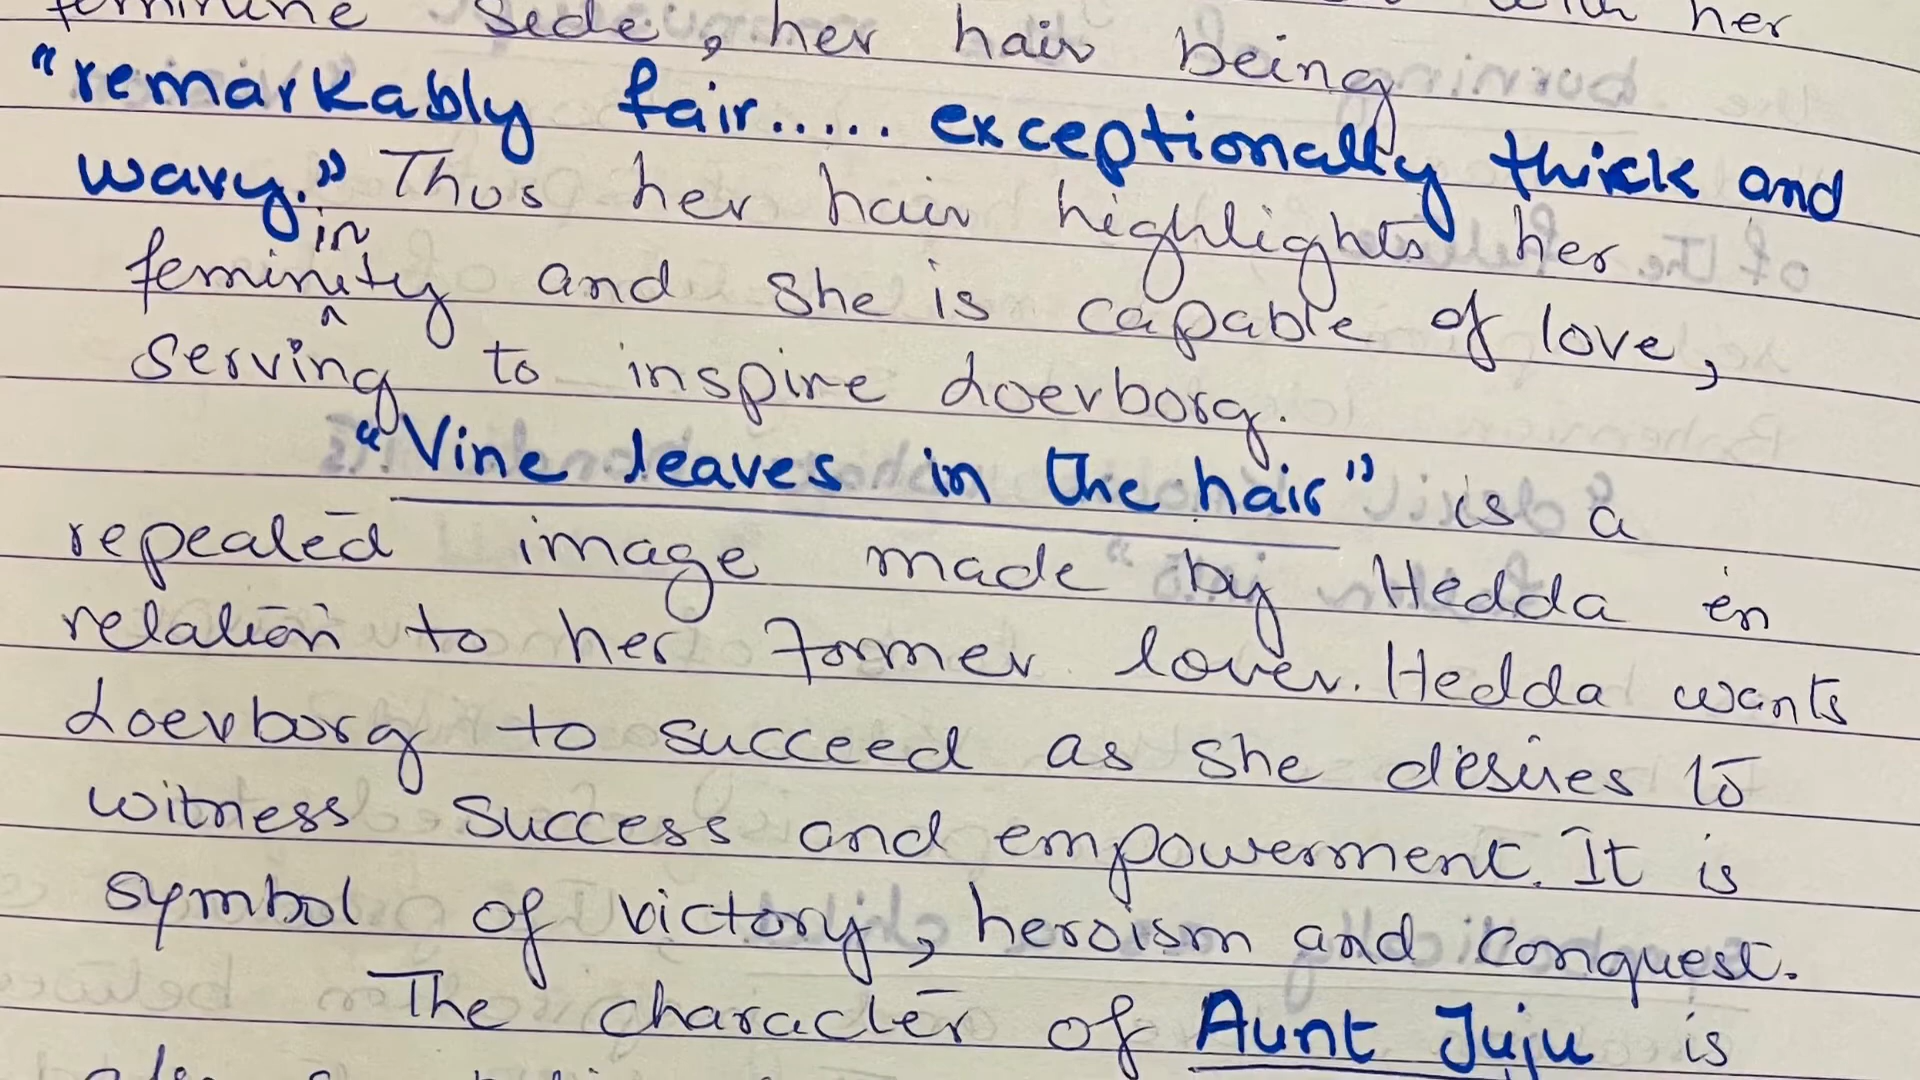 feminine side, her hair being with her
"remarkably fair..... exceptionally thick and
wavy." Thus her hair highlights her
femininity and she is capable of love,
serving to inspire Loevborg.
"Vine leaves in the hair" is a
repeated image made by Hedda in
relation to her former lover. Hedda wants
Loevborg to succeed as she desires to
witness success and empowerment. It is
symbol of victory, heroism and conquest.
The character of Aunt Juju is